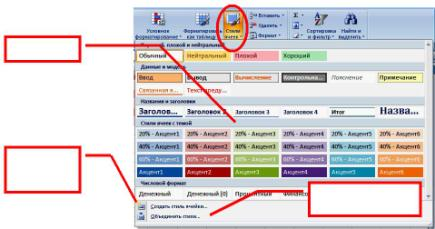 Условное форматирование
Форматировать как таблицу
Стили ячеек
Вставить
Удалить
Формат
Σ
Сортировка и фильтр
Найти и выделить
Хороший, плохой и нейтральный
Обычный Нейтральный Плохой Хороший
Данные и модель
Ввод Вывод Вычисление Контрольна... Пояснение Примечание
Связанная я... Текст преду...
Названия и заголовки
Заголов... Заголовок 2 Заголовок 3 Заголовок 4 Итог Назва...
Стили ячеек с темой
20% - Акцент1 20% - Акцент2 20% - Акцент3 20% - Акцент4 20% - Акцент5 20% - Акцент6
40% - Акцент1 40% - Акцент2 40% - Акцент3 40% - Акцент4 40% - Акцент5 40% - Акцент6
60% - Акцент1 60% - Акцент2 60% - Акцент3 60% - Акцент4 60% - Акцент5 60% - Акцент6
Акцент1 Акцент2 Акцент3 Акцент4 Акцент5 Акцент6
Числовой формат
Денежный Денежный [0] Процентный
Создать стиль ячейки...
Объединить стили...